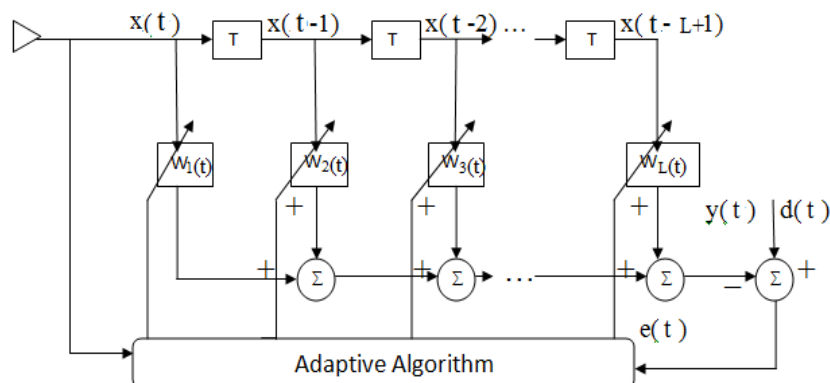 x(t) x(t-1) x(t-2) ... x(t-L+1)
T T T
W1(t) W2(t) W3(t) WL(t)
+ + + y(t) d(t)
+ Σ + Σ ... + Σ − Σ +
e(t)
Adaptive Algorithm